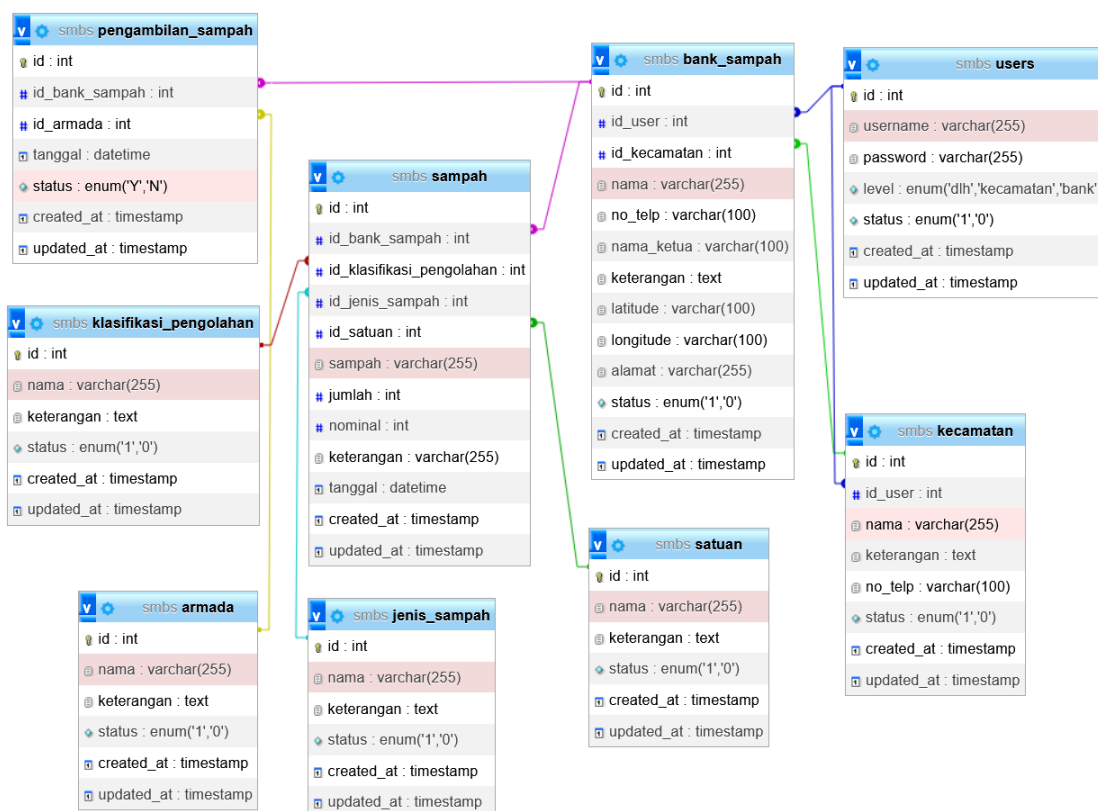 smbs pengambilan_sampah
id : int
id_bank_sampah : int
id_armada : int
tanggal : datetime
status : enum('Y','N')
created_at : timestamp
updated_at : timestamp
smbs klasifikasi_pengolahan
id : int
nama : varchar(255)
keterangan : text
status : enum('1','0')
created_at : timestamp
updated_at : timestamp
smbs armada
id : int
nama : varchar(255)
keterangan : text
status : enum('1','0')
created_at : timestamp
updated_at : timestamp
smbs sampah
id : int
id_bank_sampah : int
id_klasifikasi_pengolahan : int
id_jenis_sampah : int
id_satuan : int
sampah : varchar(255)
jumlah : int
nominal : int
keterangan : varchar(255)
tanggal : datetime
created_at : timestamp
updated_at : timestamp
smbs jenis_sampah
id : int
nama : varchar(255)
keterangan : text
status : enum('1','0')
created_at : timestamp
updated_at : timestamp
smbs bank_sampah
id : int
id_user : int
id_kecamatan : int
nama : varchar(255)
no_telp : varchar(100)
nama_ketua : varchar(100)
keterangan : text
latitude : varchar(100)
longitude : varchar(100)
alamat : varchar(255)
status : enum('1','0')
created_at : timestamp
updated_at : timestamp
smbs satuan
id : int
nama : varchar(255)
keterangan : text
status : enum('1','0')
created_at : timestamp
updated_at : timestamp
smbs users
id : int
username : varchar(255)
password : varchar(255)
level : enum('dlh','kecamatan','bank'
status : enum('1','0')
created_at : timestamp
updated_at : timestamp
smbs kecamatan
id : int
id_user : int
nama : varchar(255)
keterangan : text
no_telp : varchar(100)
status : enum('1','0')
created_at : timestamp
updated_at : timestamp